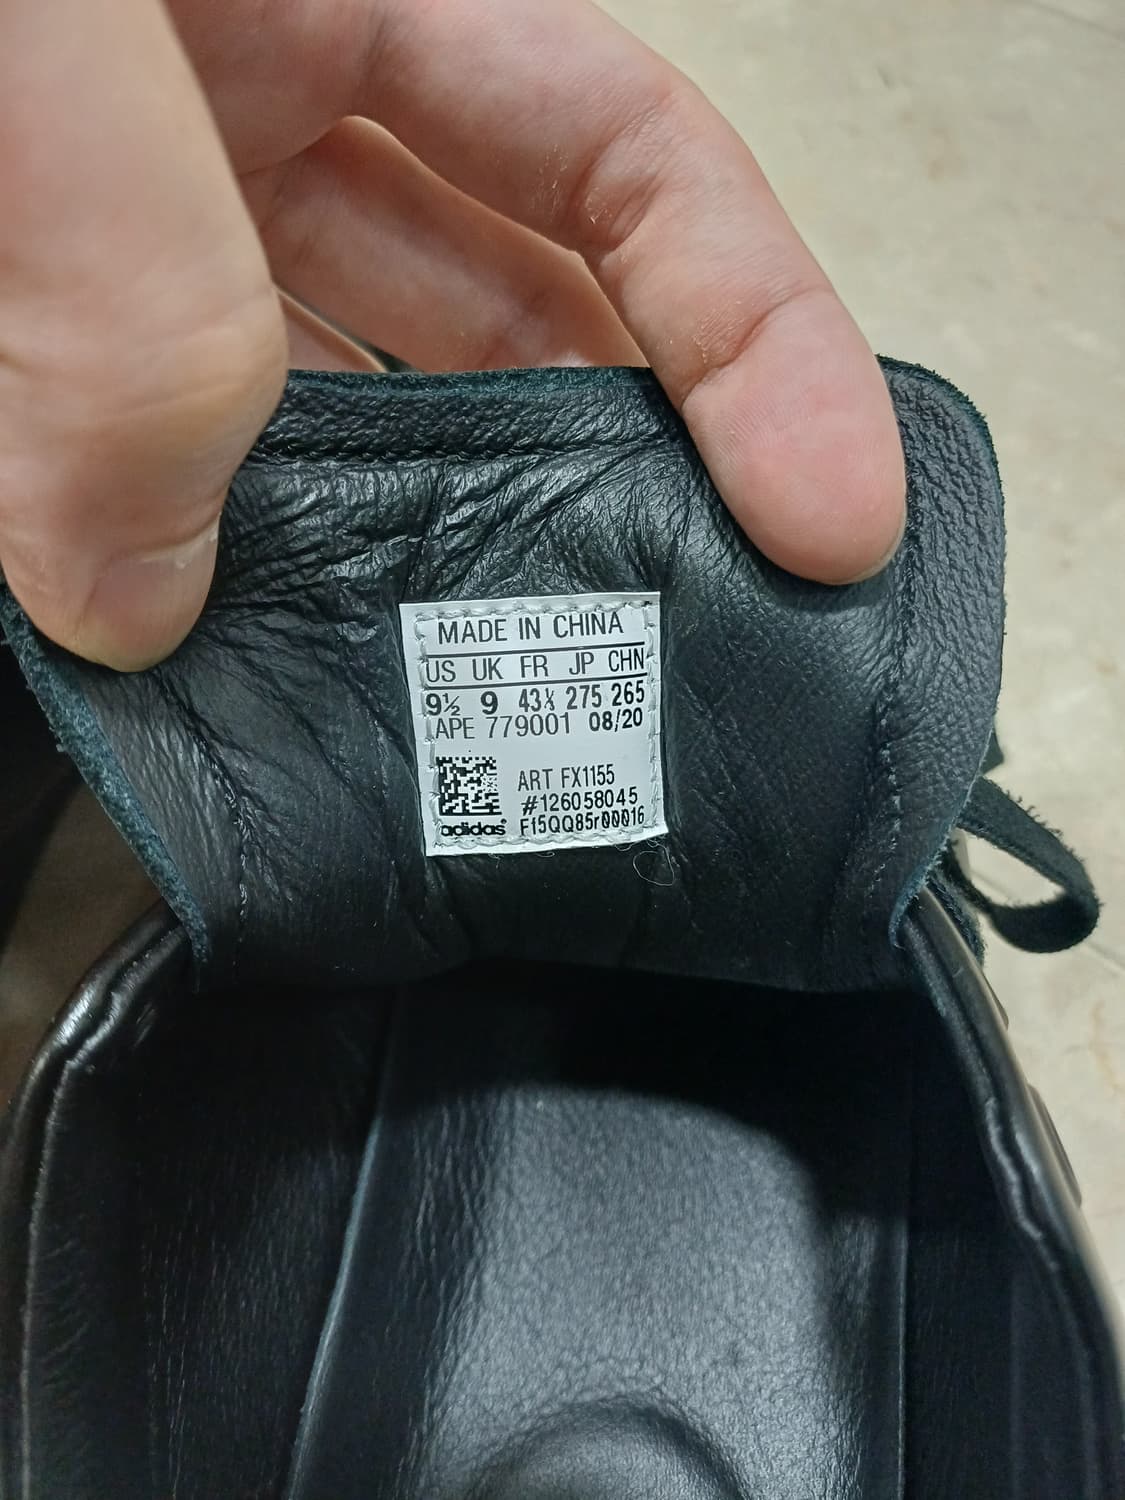 MADE IN CHINA
US UK FR JP CHN
9½ 9 43⅓ 275 265
APE 779001 08/20
ART FX1155
#126058045
adidas® F15QQ85r00016